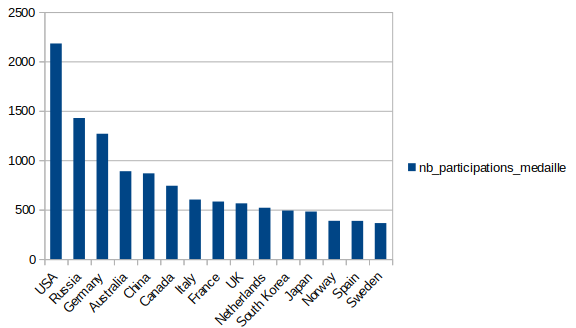 2500
2000
1500
1000
500
0
USA
Russia
Germany
Australia
China
Canada
Italy
France
UK
Netherlands
South Korea
Japan
Norway
Spain
Sweden
nb_participations_medaille